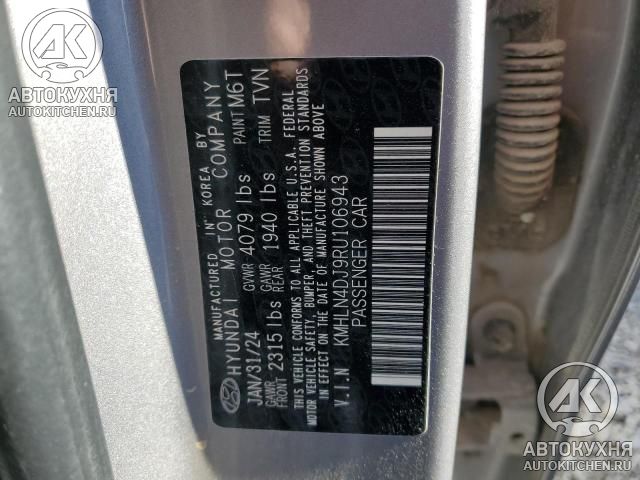 АК
АВТОКУХНЯ
AUTOKITCHEN.RU
MANUFACTURED IN KOREA BY
HYUNDAI MOTOR COMPANY
JAN/31/24 GVWR 4079 lbs PAINT M6T
GAWR FRONT 2315 lbs GAWR REAR 1940 lbs TRIM TVN
THIS VEHICLE CONFORMS TO ALL APPLICABLE U.S.A. FEDERAL
MOTOR VEHICLE SAFETY, BUMPER, AND THEFT PREVENTION STANDARDS
IN EFFECT ON THE DATE OF MANUFACTURE SHOWN ABOVE
V.I.N KMHLN4DJ9RU106943
PASSENGER CAR
АК
АВТОКУХНЯ
AUTOKITCHEN.RU